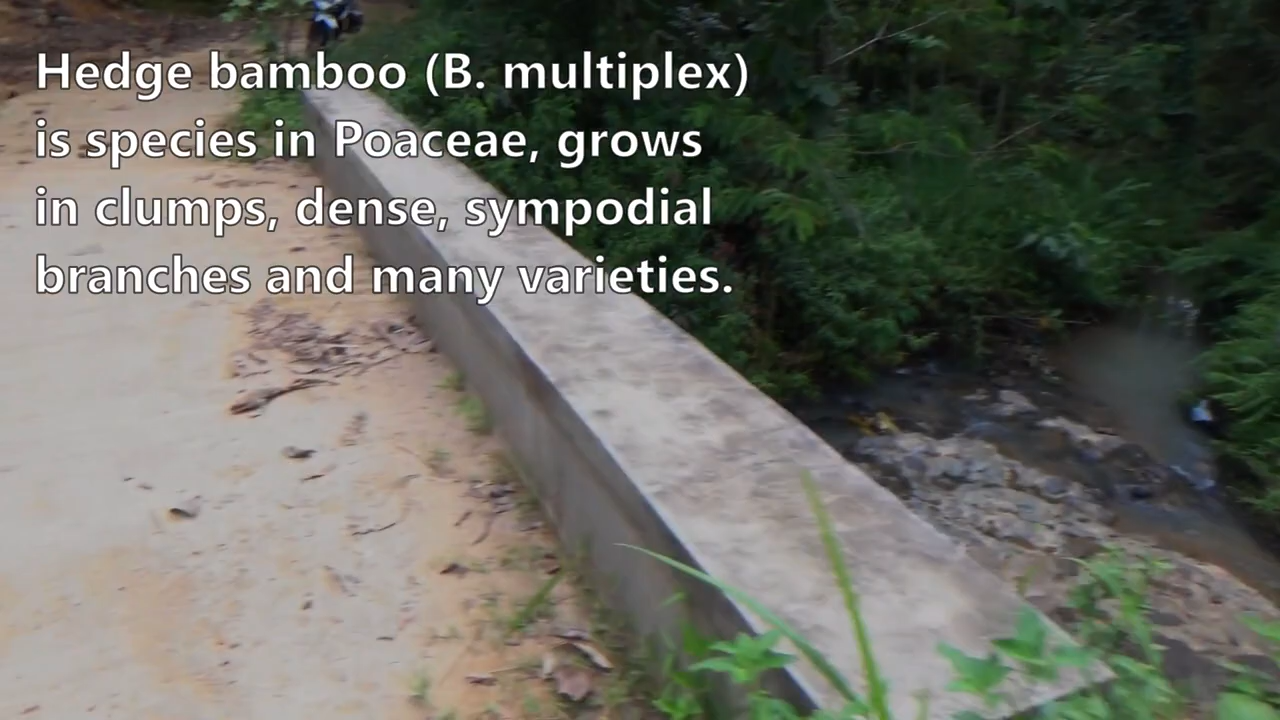 Hedge bamboo (B. multiplex)
is species in Poaceae, grows
in clumps, dense, sympodial
branches and many varieties.